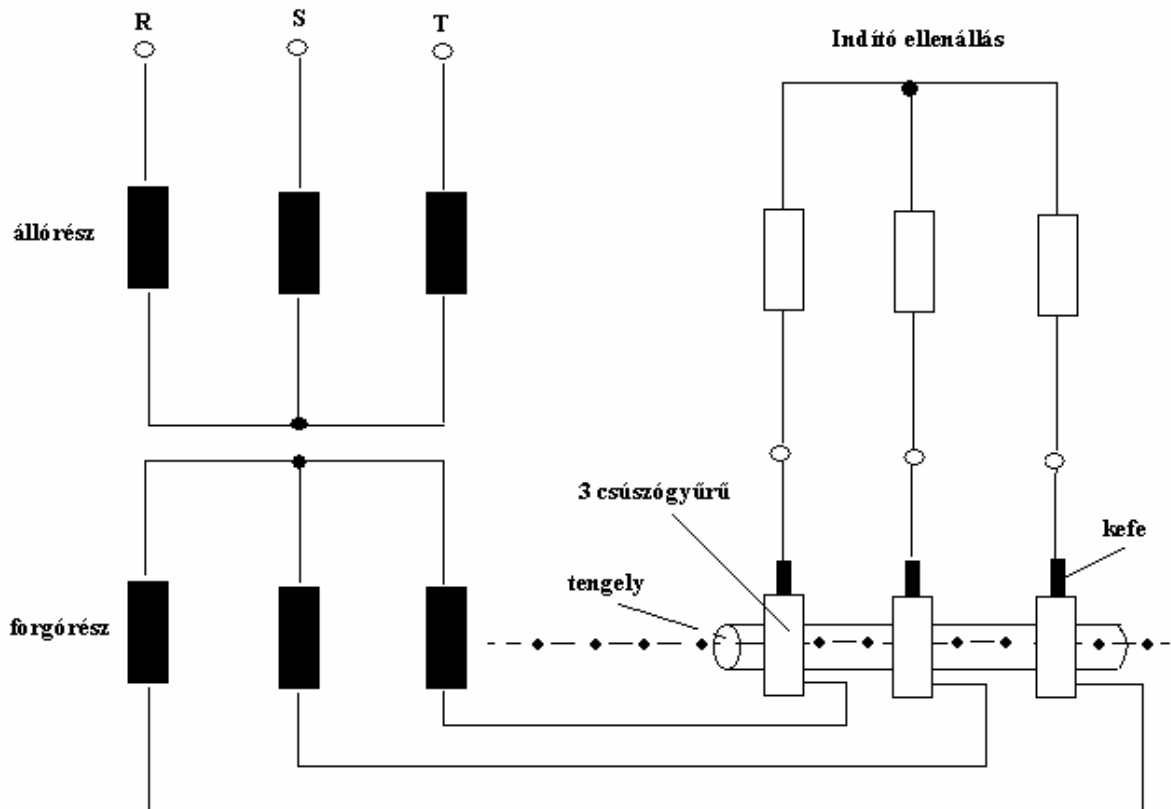 R
S
T
Indító ellenállás
állórész
3 csúszógyűrű
kefe
tengely
forgórész